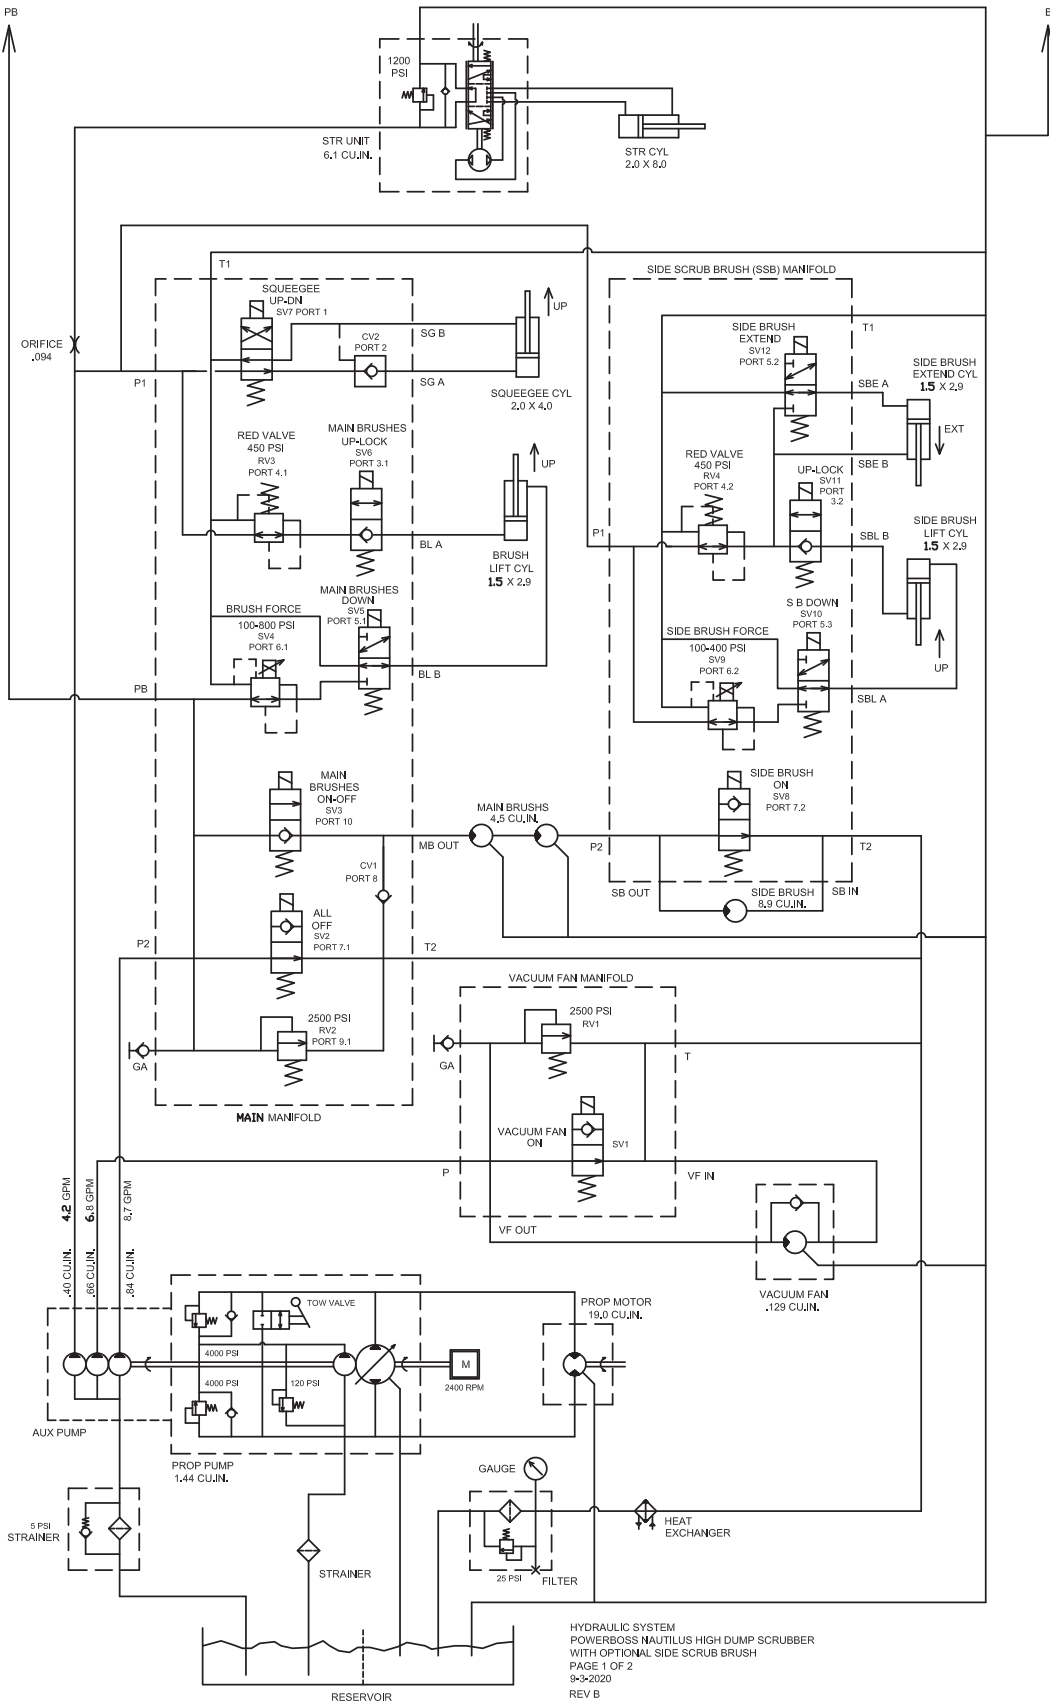 PB
B
1200
PSI
STR UNIT
6.1 CU.IN.
STR CYL
2.0 X 8.0
T1
SQUEEGEE
UP-DN
SV7 PORT 1
CV2
PORT 2
SG B
SG A
UP
SQUEEGEE CYL
2.0 X 4.0
ORIFICE
.094
P1
RED VALVE
450 PSI
RV3
PORT 4.1
MAIN BRUSHES
UP-LOCK
SV6
PORT 3.1
UP
BL A
BRUSH
LIFT CYL
1.5 X 2.9
MAIN BRUSHES
DOWN
SV5
PORT 5.1
BRUSH FORCE
100-800 PSI
SV4
PORT 6.1
BL B
PB
SIDE SCRUB BRUSH (SSB) MANIFOLD
T1
SIDE BRUSH
EXTEND
SV12
PORT 5.2
SBE A
SIDE BRUSH
EXTEND CYL
1.5 X 2.9
EXT
SBE B
RED VALVE
450 PSI
RV4
PORT 4.2
UP-LOCK
SV11
PORT
3.2
P1
SBL B
SIDE BRUSH
LIFT CYL
1.5 X 2.9
S B DOWN
SV10
PORT 5.3
SIDE BRUSH FORCE
100-400 PSI
SV9
PORT 6.2
UP
SBL A
MAIN
BRUSHES
ON-OFF
SV3
PORT 10
MAIN BRUSHS
4.5 CU.IN.
MB OUT
SIDE BRUSH
ON
SV8
PORT 7.2
P2
T2
CV1
PORT 8
SB OUT
SIDE BRUSH
8.9 CU.IN.
SB IN
ALL
OFF
SV2
PORT 7.1
P2
T2
VACUUM FAN MANIFOLD
2500 PSI
RV2
PORT 9.1
GA
MAIN MANIFOLD
2500 PSI
RV1
GA
T
VACUUM FAN
ON
SV1
P
VF IN
VF OUT
4.2 GPM
6.8 GPM
8.7 GPM
.40 CU.IN.
.66 CU.IN.
.84 CU.IN.
VACUUM FAN
.129 CU.IN.
TOW VALVE
PROP MOTOR
19.0 CU.IN.
4000 PSI
4000 PSI
120 PSI
M
2400 RPM
AUX PUMP
PROP PUMP
1.44 CU.IN.
GAUGE
5 PSI
STRAINER
STRAINER
HEAT
EXCHANGER
25 PSI
FILTER
RESERVOIR
HYDRAULIC SYSTEM
POWERBOSS NAUTILUS HIGH DUMP SCRUBBER
WITH OPTIONAL SIDE SCRUB BRUSH
PAGE 1 OF 2
9-3-2020
REV B